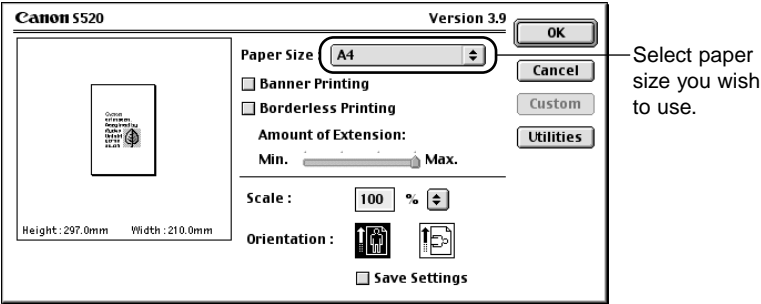 Canon S520
Version 3.9
OK
Paper Size :
A4
Select paper
size you wish
to use.
Banner Printing
Cancel
Borderless Printing
Custom
Amount of Extension:
Utilities
Min.
Max.
Scale :
100
%
Height:297.0mm
Width:210.0mm
Orientation :
Save Settings